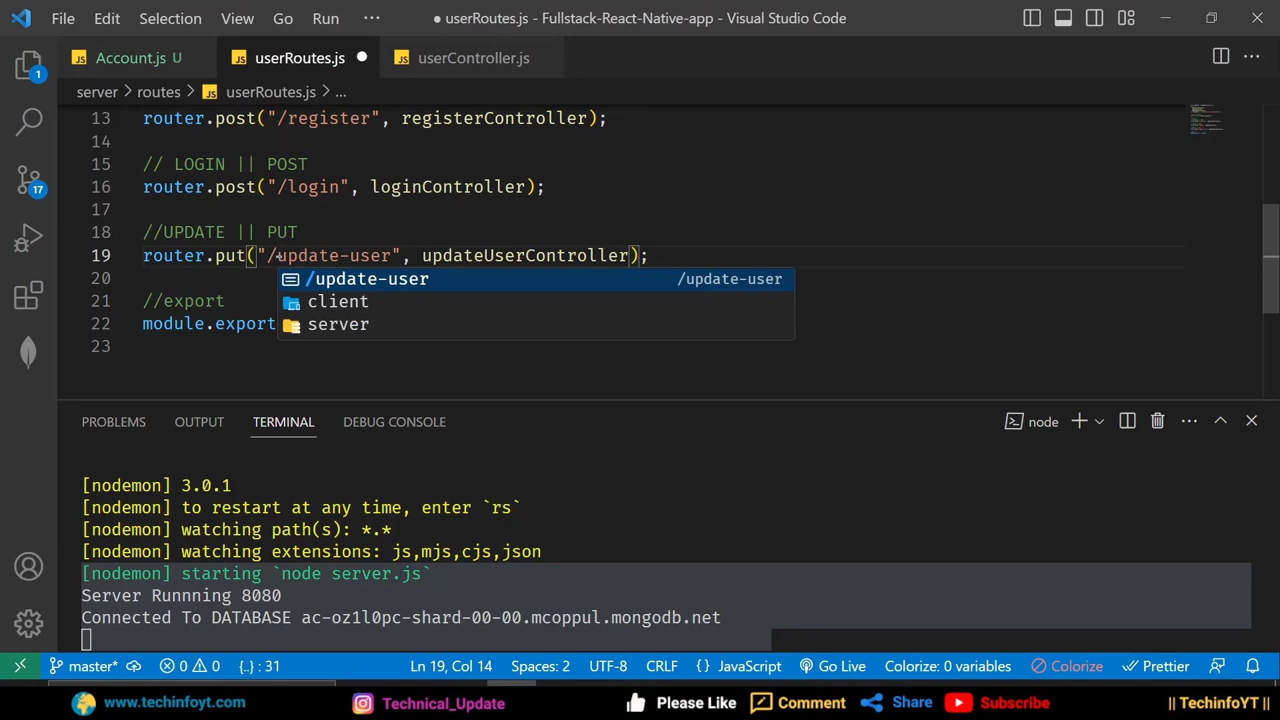 File Edit Selection View Go Run ··· ● userRoutes.js - Fullstack-React-Native-app - Visual Studio Code
JS Account.js U JS userRoutes.js ● JS userController.js ···
server > routes > JS userRoutes.js > ...
13 router.post("/register", registerController);
14
15 // LOGIN || POST
16 router.post("/login", loginController);
17
18 //UPDATE || PUT
19 router.put("/update-user", updateUserController);
20 /update-user /update-user
21 //export client
22 module.export server
23
PROBLEMS OUTPUT TERMINAL DEBUG CONSOLE node
[nodemon] 3.0.1
[nodemon] to restart at any time, enter `rs`
[nodemon] watching path(s): *.*
[nodemon] watching extensions: js,mjs,cjs,json
[nodemon] starting `node server.js`
Server Runnning 8080
Connected To DATABASE ac-oz1l0pc-shard-00-00.mcoppul.mongodb.net
1
17
master* 0 0 {..} : 31 Ln 19, Col 14 Spaces: 2 UTF-8 CRLF {} JavaScript Go Live Colorize: 0 variables Colorize Prettier
www.techinfoyt.com Technical_Update Please Like Comment Share Subscribe || TechinfoYT ||